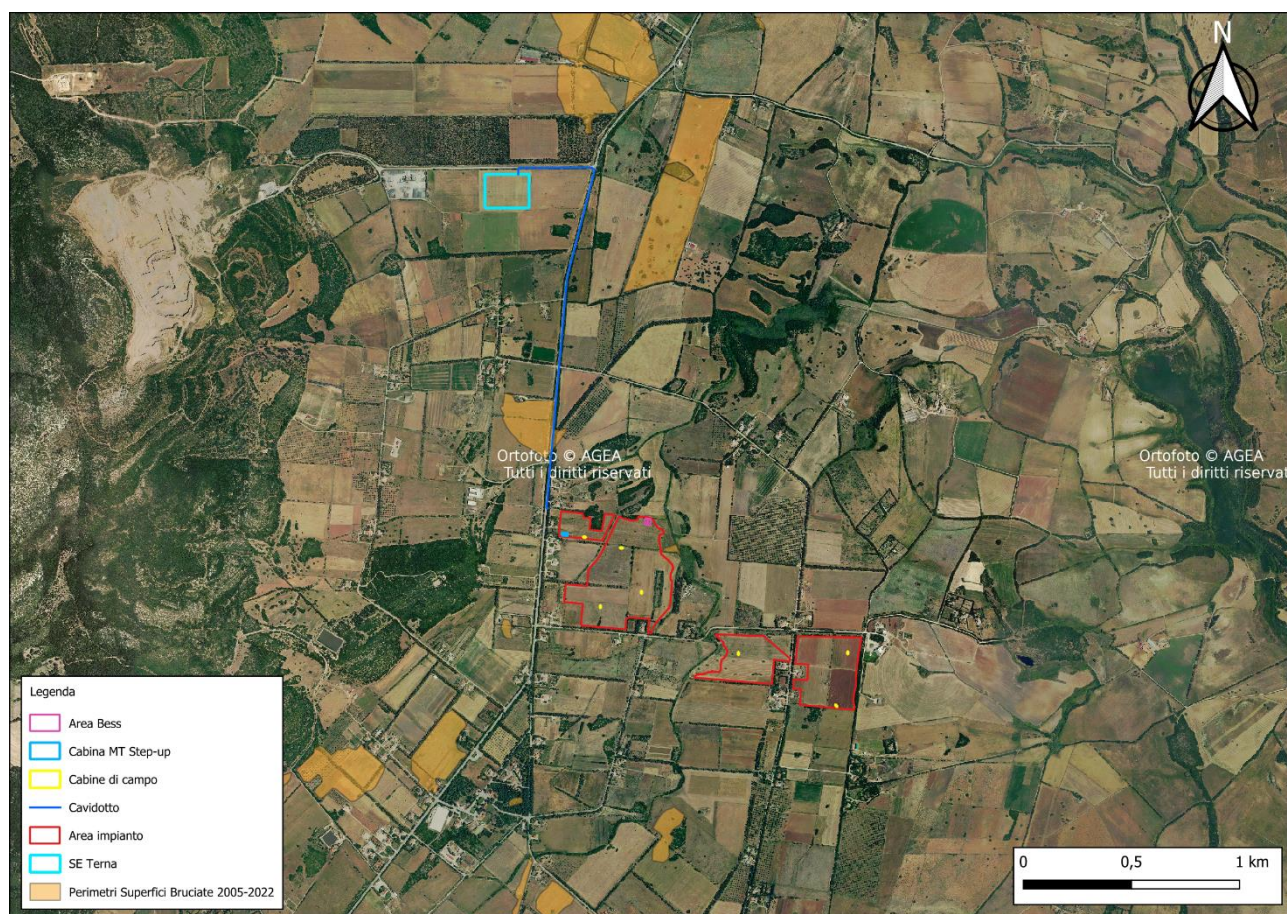 N
Ortofoto © AGEA
Tutti i diritti riservati
Ortofoto © AGEA
Tutti i diritti riservati
Legenda
Area Bess
Cabina MT Step-up
Cabine di campo
Cavidotto
Area impianto
SE Terna
Perimetri Superfici Bruciate 2005-2022
0 0,5 1 km